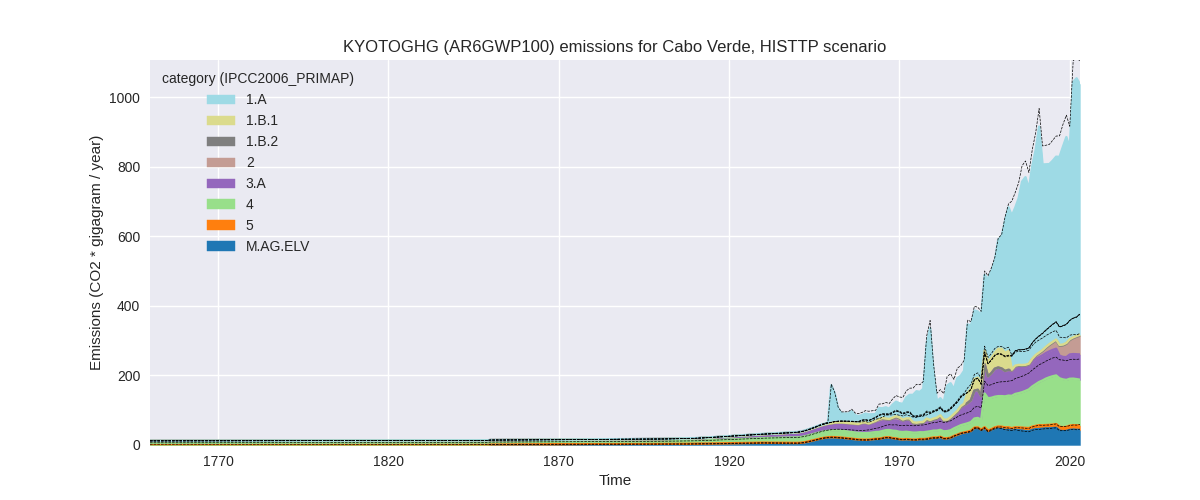 KYOTOGHG (AR6GWP100) emissions for Cabo Verde, HISTTP scenario
category (IPCC2006_PRIMAP)
1.A
1.B.1
1.B.2
2
3.A
4
5
M.AG.ELV
Emissions (CO2 * gigagram / year)
1000
800
600
400
200
0
1770
1820
1870
1920
1970
2020
Time